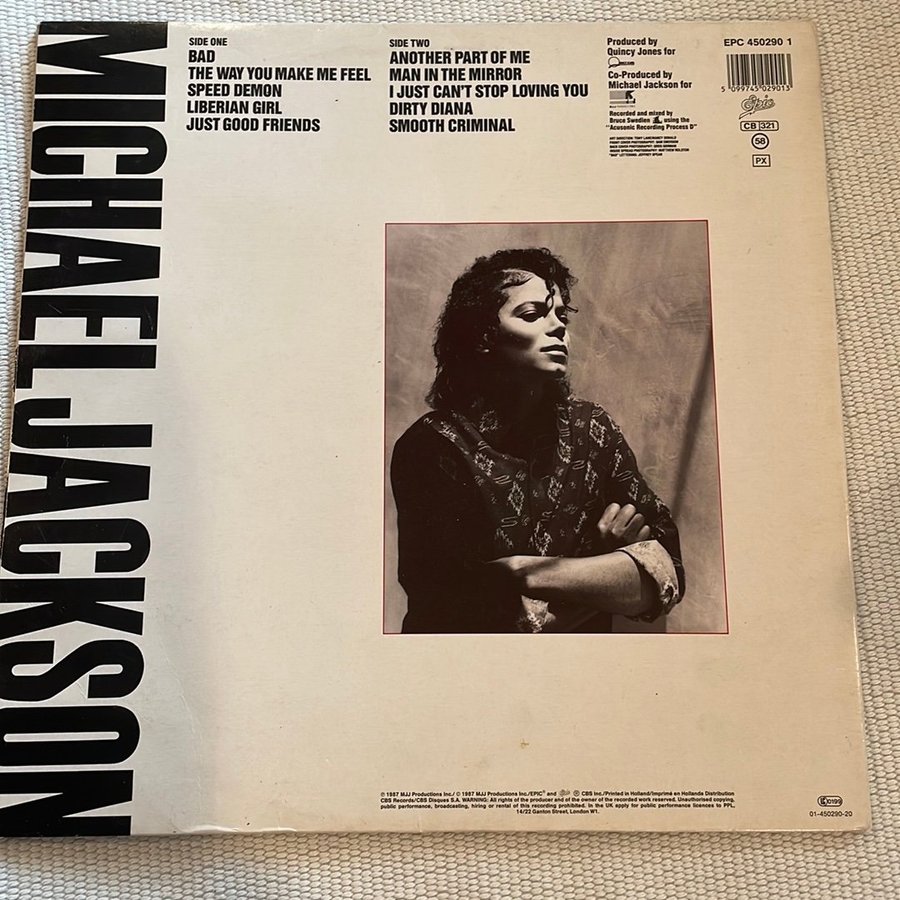 MICHAEL JACKSON
SIDE ONE
BAD
THE WAY YOU MAKE ME FEEL
SPEED DEMON
LIBERIAN GIRL
JUST GOOD FRIENDS
SIDE TWO
ANOTHER PART OF ME
MAN IN THE MIRROR
I JUST CAN'T STOP LOVING YOU
DIRTY DIANA
SMOOTH CRIMINAL
Produced by
Quincy Jones for
Co-Produced by
Michael Jackson for
Recorded and mixed by
Bruce Swedien using the
"Acusonic Recording Process D"
EPC 450290 1
5 099745 029013
Epic
CB 321
58
PX
℗ 1987 MJJ Productions Inc./ © 1987 MJJ Productions Inc./EPIC® and Epic ® CBS Inc./Printed in Holland/Imprimé en Hollande Distribution
CBS Records/CBS Disques S.A. WARNING: All rights of the producer and of the owner of the recorded work reserved. Unauthorised copying,
public performance, broadcasting, hiring or rental of this recording prohibited. In the UK apply for public performance licences to PPL,
14/22 Ganton Street, London W1.
01-450290-20